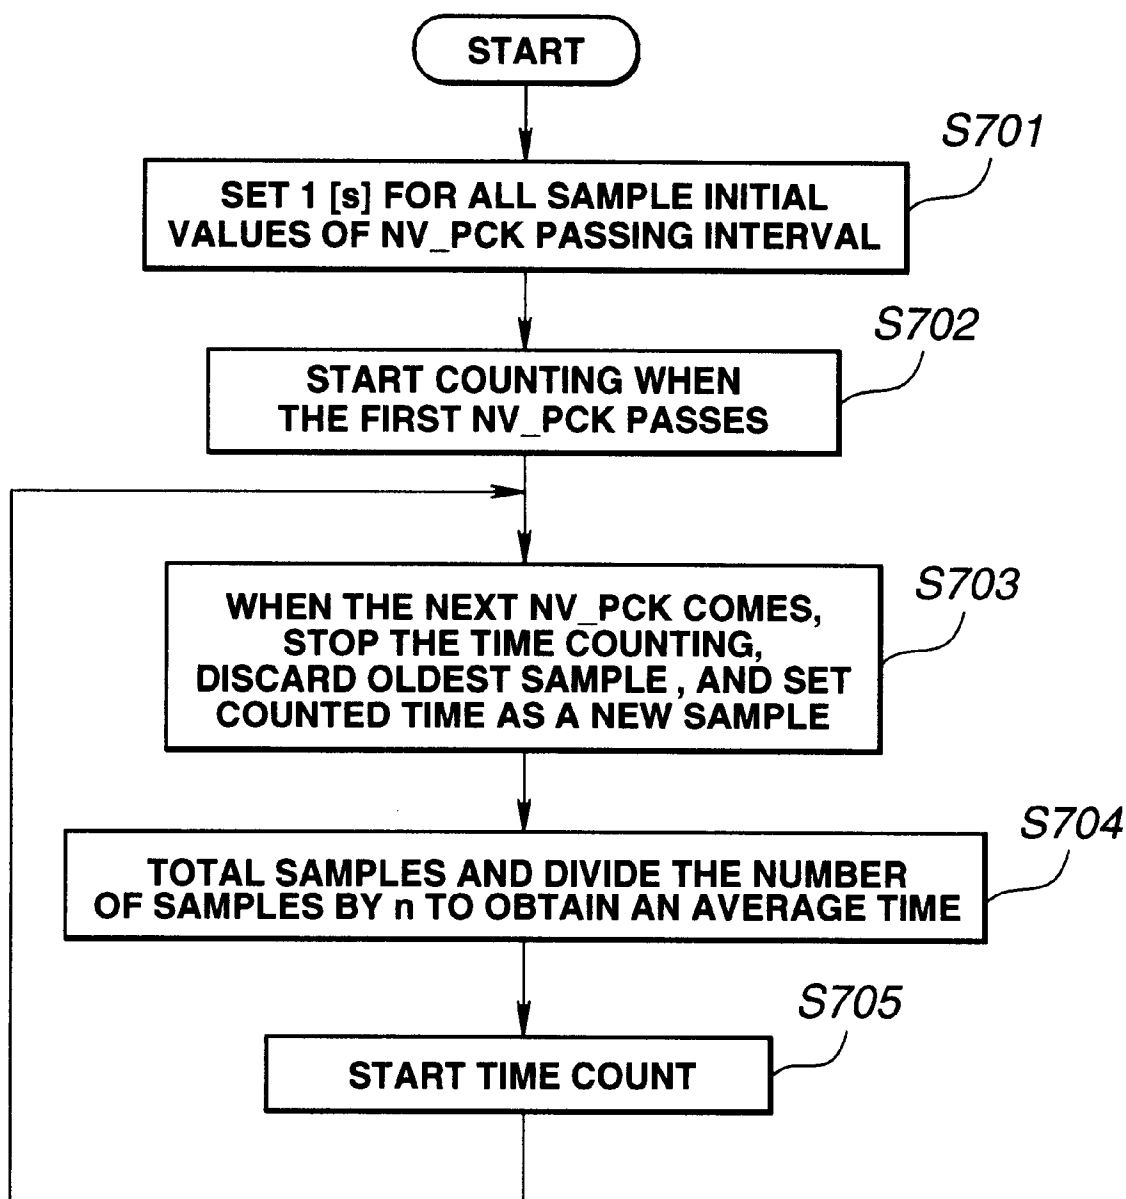 START
S701
SET 1 [s] FOR ALL SAMPLE INITIAL
VALUES OF NV_PCK PASSING INTERVAL
S702
START COUNTING WHEN
THE FIRST NV_PCK PASSES
S703
WHEN THE NEXT NV_PCK COMES,
STOP THE TIME COUNTING,
DISCARD OLDEST SAMPLE , AND SET
COUNTED TIME AS A NEW SAMPLE
S704
TOTAL SAMPLES AND DIVIDE THE NUMBER
OF SAMPLES BY n TO OBTAIN AN AVERAGE TIME
S705
START TIME COUNT